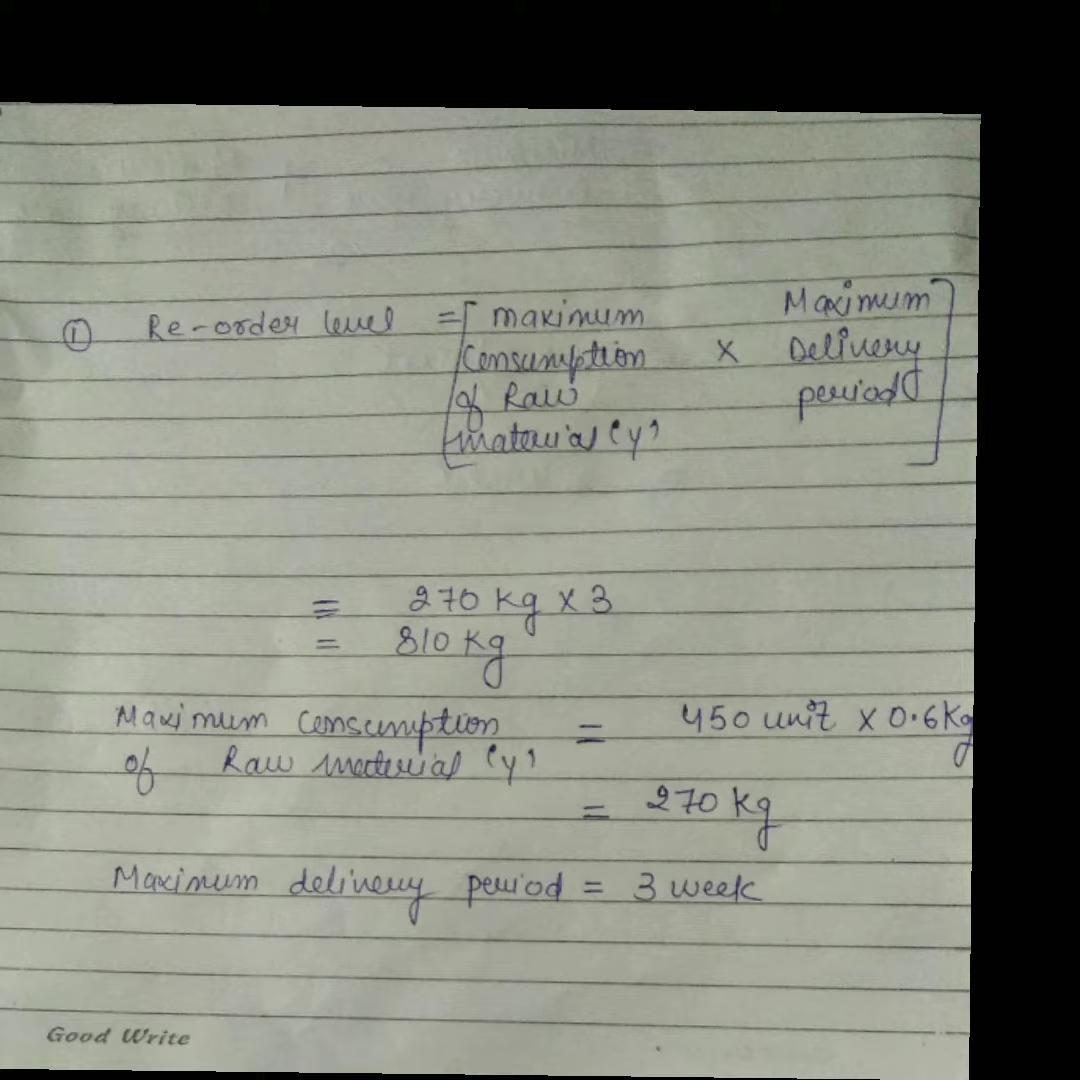 ① Re-order level = [ maximum Maximum
Consumption × Delivery
of Raw period
material (y) ]
= 270 kg × 3
= 810 kg
Maximum Consumption = 450 unit × 0.6 Kg
of Raw material (y)
= 270 kg
Maximum delivery period = 3 week
Good Write